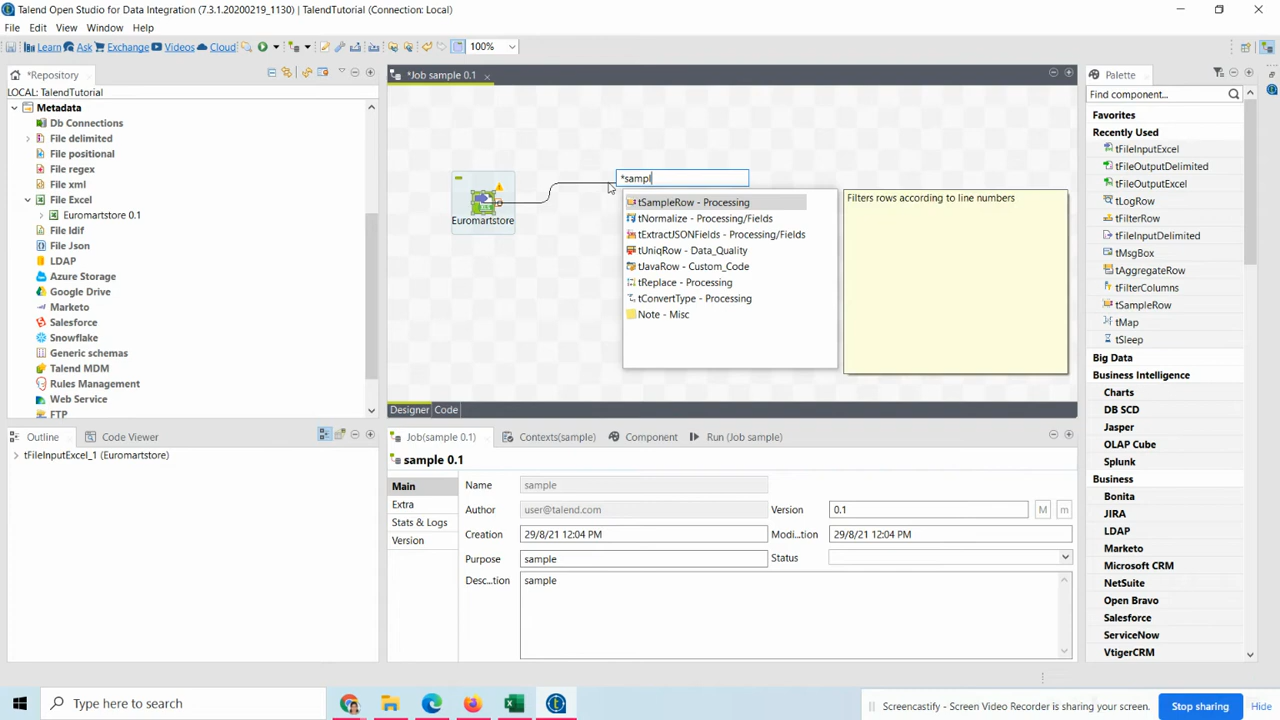 Talend Open Studio for Data Integration (7.3.1.20200219_1130) | TalendTutorial (Connection: Local)
File Edit View Window Help
Learn Ask Exchange Videos Cloud 100%
*Repository
LOCAL: TalendTutorial
Metadata
Db Connections
File delimited
File positional
File regex
File xml
File Excel
Euromartstore 0.1
File ldif
File Json
LDAP
Azure Storage
Google Drive
Marketo
Salesforce
Snowflake
Generic schemas
Talend MDM
Rules Management
Web Service
FTP
Outline Code Viewer
tFileInputExcel_1 (Euromartstore)
*Job sample 0.1
Euromartstore
*sampl
tSampleRow - Processing
tNormalize - Processing/Fields
tExtractJSONFields - Processing/Fields
tUniqRow - Data_Quality
tJavaRow - Custom_Code
tReplace - Processing
tConvertType - Processing
Note - Misc
Filters rows according to line numbers
Designer Code
Job(sample 0.1) Contexts(sample) Component Run (Job sample)
sample 0.1
Main
Extra
Stats & Logs
Version
Name sample
Author user@talend.com Version 0.1 M m
Creation 29/8/21 12:04 PM Modi...tion 29/8/21 12:04 PM
Purpose sample Status
Desc...tion sample
Palette
Find component...
Favorites
Recently Used
tFileInputExcel
tFileOutputDelimited
tFileOutputExcel
tLogRow
tFilterRow
tFileInputDelimited
tMsgBox
tAggregateRow
tFilterColumns
tSampleRow
tMap
tSleep
Big Data
Business Intelligence
Charts
DB SCD
Jasper
OLAP Cube
Splunk
Business
Bonita
JIRA
LDAP
Marketo
Microsoft CRM
NetSuite
Open Bravo
Salesforce
ServiceNow
VtigerCRM
Type here to search
Screencastify - Screen Video Recorder is sharing your screen. Stop sharing Hide